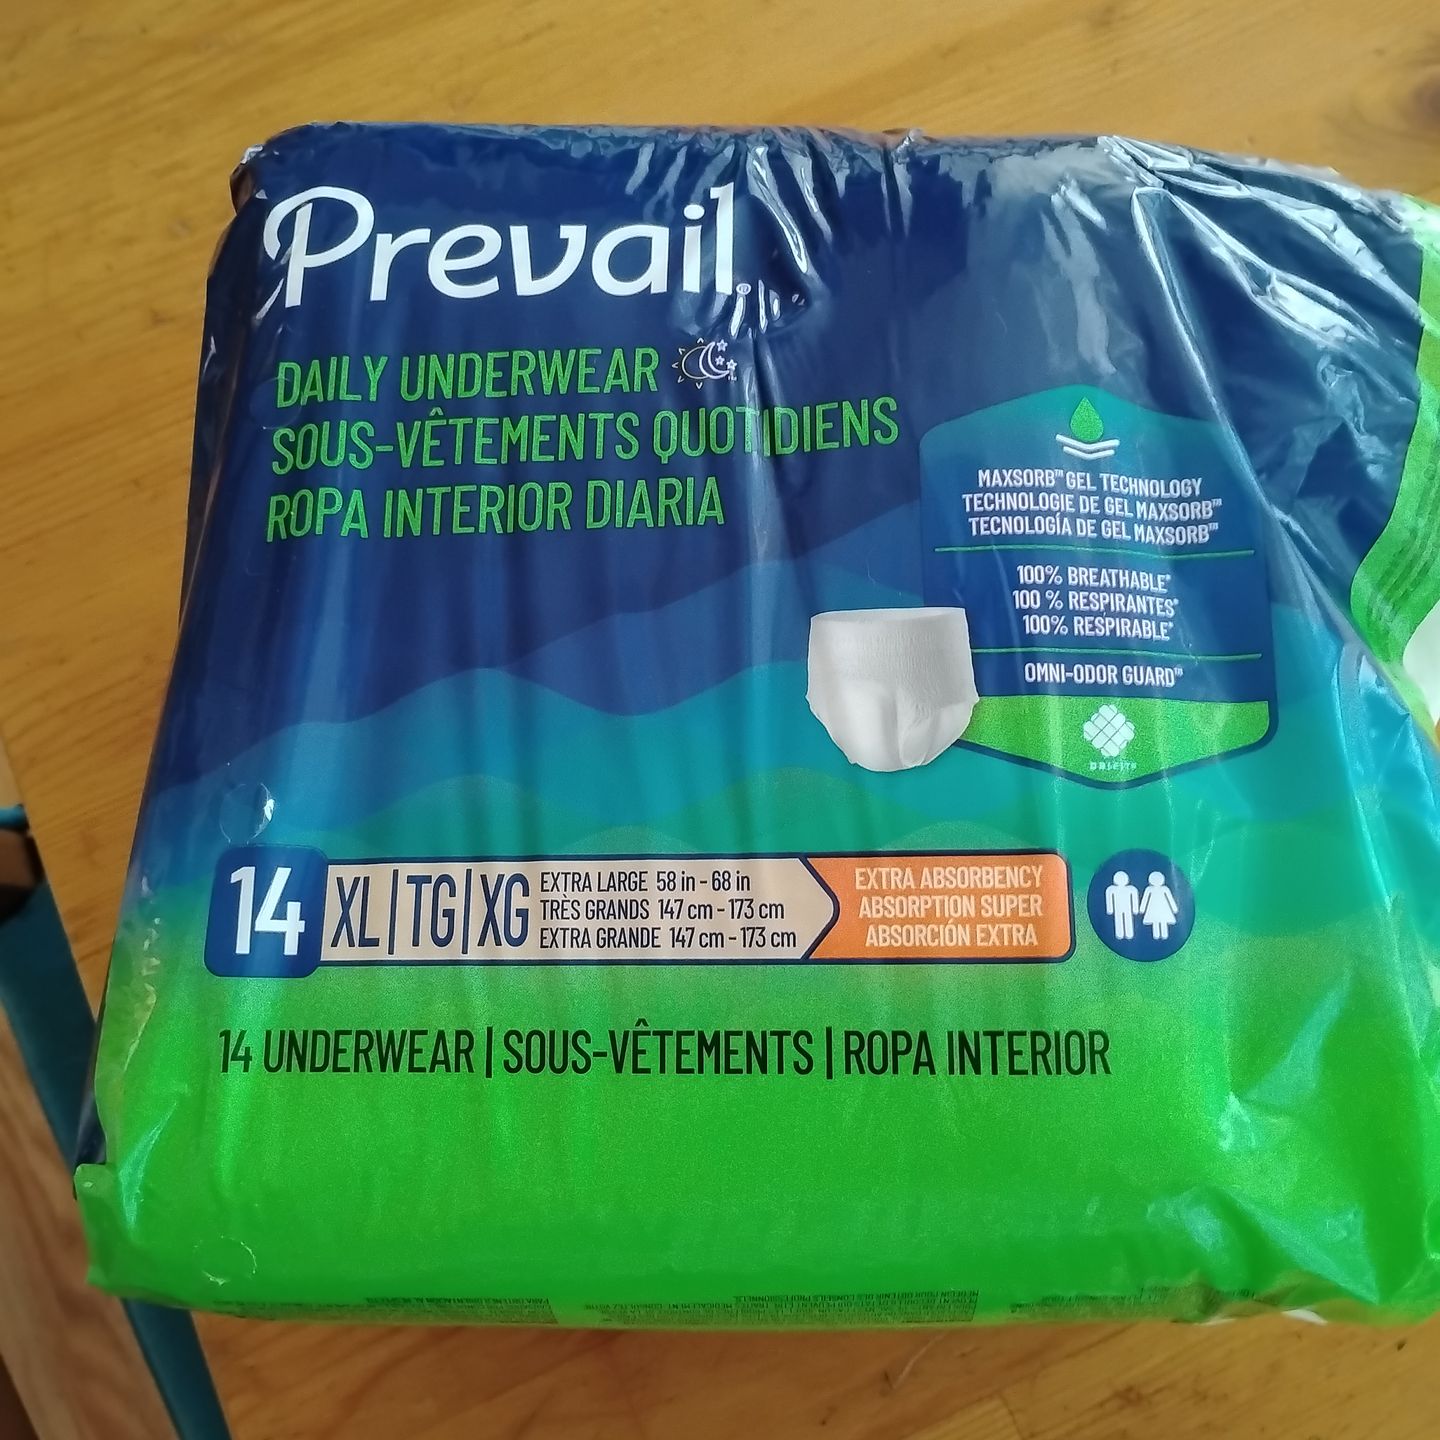 Prevail®
DAILY UNDERWEAR
SOUS-VÊTEMENTS QUOTIDIENS
ROPA INTERIOR DIARIA
MAXSORB™ GEL TECHNOLOGY
TECHNOLOGIE DE GEL MAXSORB™
TECNOLOGÍA DE GEL MAXSORB™
100% BREATHABLE*
100 % RESPIRANTES*
100% RESPIRABLE*
OMNI-ODOR GUARD™
14
XL|TG|XG
EXTRA LARGE 58 in - 68 in
TRÈS GRANDS 147 cm - 173 cm
EXTRA GRANDE 147 cm - 173 cm
EXTRA ABSORBENCY
ABSORPTION SUPER
ABSORCIÓN EXTRA
14 UNDERWEAR | SOUS-VÊTEMENTS | ROPA INTERIOR